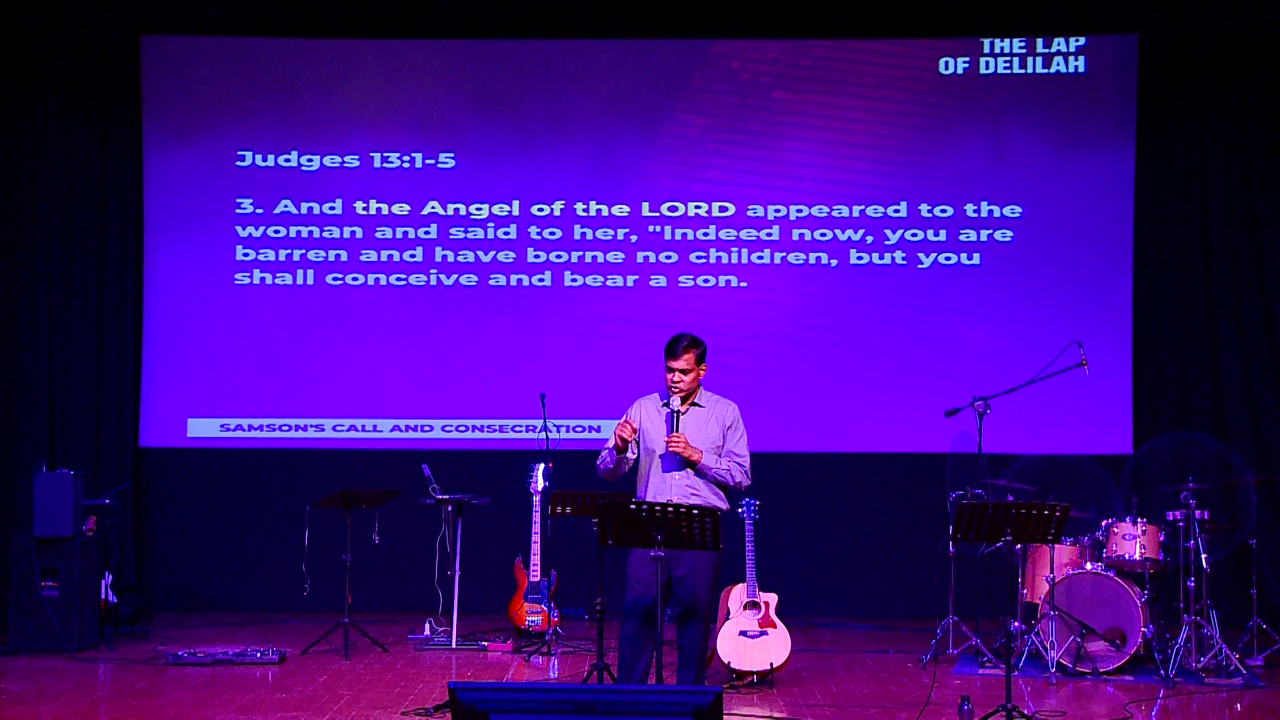 THE LAP
OF DELILAH
Judges 13:1-5
3. And the Angel of the LORD appeared to the
woman and said to her, "Indeed now, you are
barren and have borne no children, but you
shall conceive and bear a son.
SAMSON'S CALL AND CONSECRATION